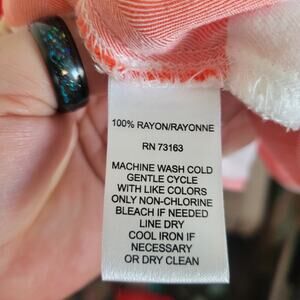 100% RAYON/RAYONNE
RN 73163
MACHINE WASH COLD
GENTLE CYCLE
WITH LIKE COLORS
ONLY NON-CHLORINE
BLEACH IF NEEDED
LINE DRY
COOL IRON IF
NECESSARY
OR DRY CLEAN